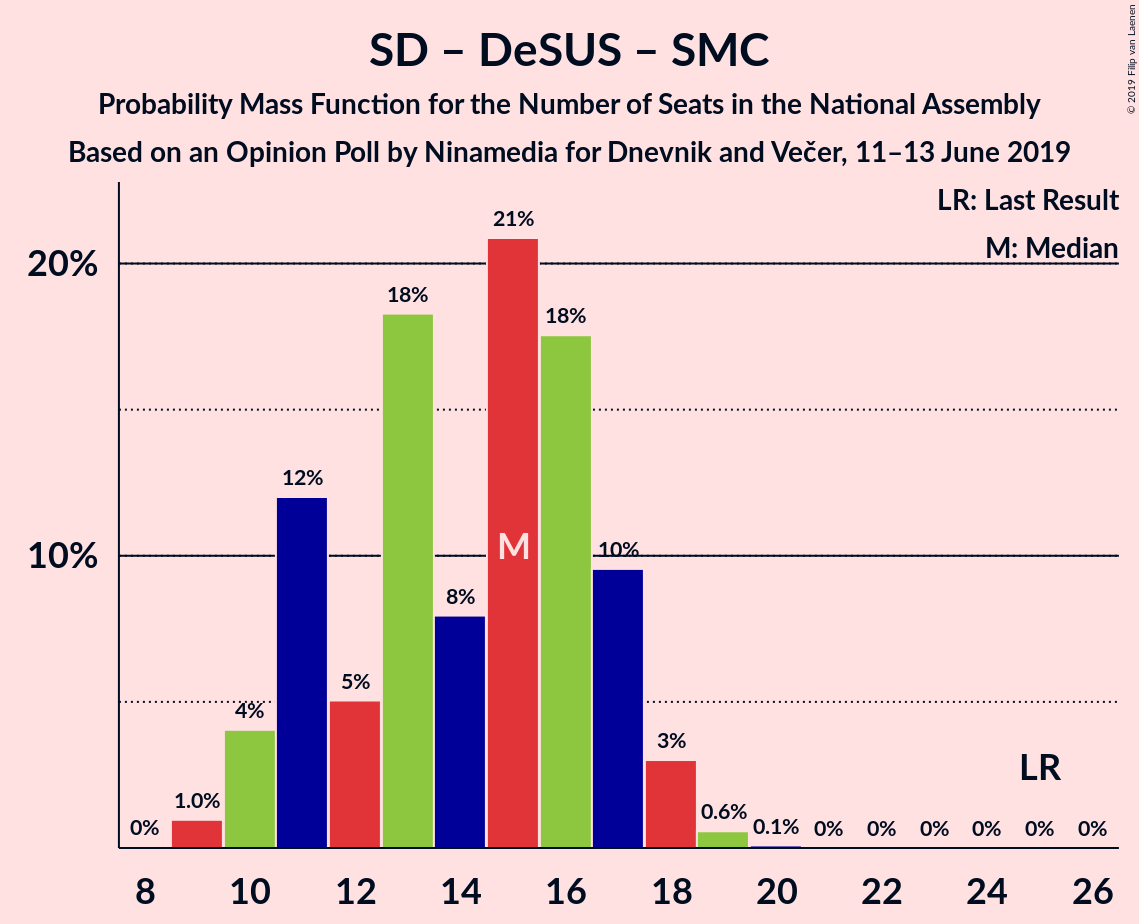 SD – DeSUS – SMC
Probability Mass Function for the Number of Seats in the National Assembly
Based on an Opinion Poll by Ninamedia for Dnevnik and Večer, 11–13 June 2019
© 2019 Filip van Laenen
LR: Last Result
M: Median
20%
10%
0%
1.0%
4%
12%
5%
18%
8%
21%
M
18%
10%
3%
0.6%
0.1%
0%
0%
0%
0%
LR
0%
0%
8 10 12 14 16 18 20 22 24 26